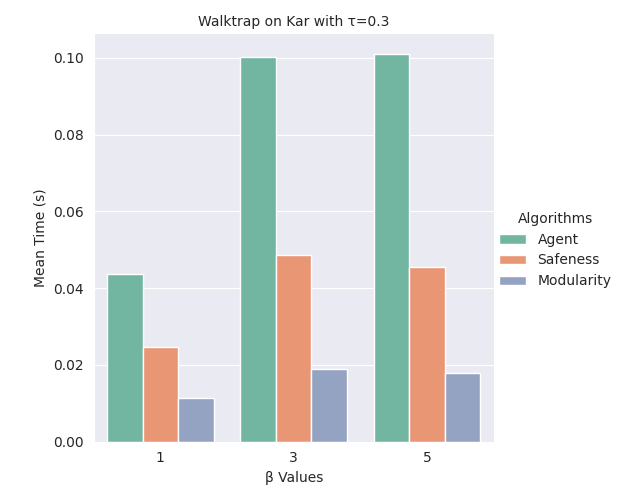 Walktrap on Kar with τ=0.3
0.10
0.08
0.06
0.04
0.02
0.00
Mean Time (s)
1 3 5
β Values
Algorithms
Agent
Safeness
Modularity